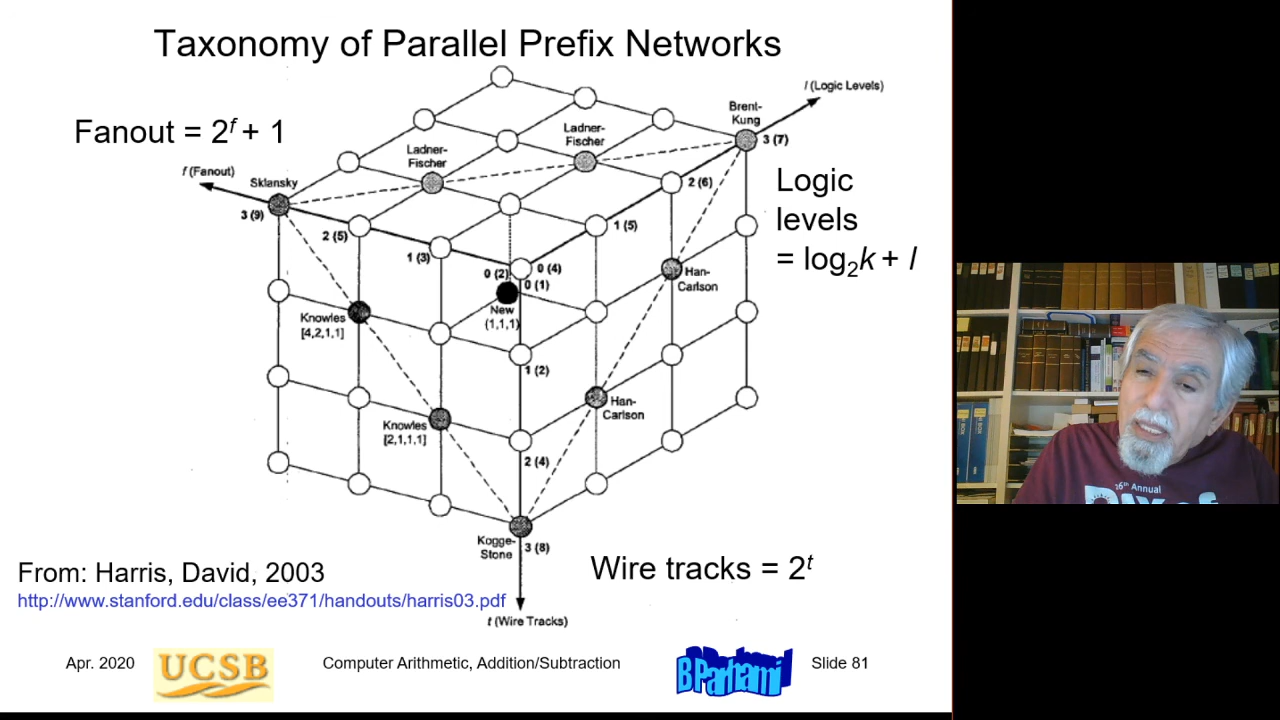 Taxonomy of Parallel Prefix Networks
Fanout = 2^f + 1
l (Logic Levels)
Brent-
Kung
3 (7)
Ladner-
Fischer
Ladner-
Fischer
f (Fanout)
Sklansky
3 (9)
2 (5)
1 (3)
0 (2)
0 (4)
0 (1)
1 (5)
2 (6)
Logic
levels
= log₂k + l
New
(1,1,1)
Han-
Carlson
Knowles
[4,2,1,1]
1 (2)
Han-
Carlson
Knowles
[2,1,1,1]
2 (4)
Kogge-
Stone
3 (8)
Wire tracks = 2^t
t (Wire Tracks)
From: Harris, David, 2003
http://www.stanford.edu/class/ee371/handouts/harris03.pdf
Apr. 2020
UCSB
Computer Arithmetic, Addition/Subtraction
B Parhami
Slide 81
16th Annual